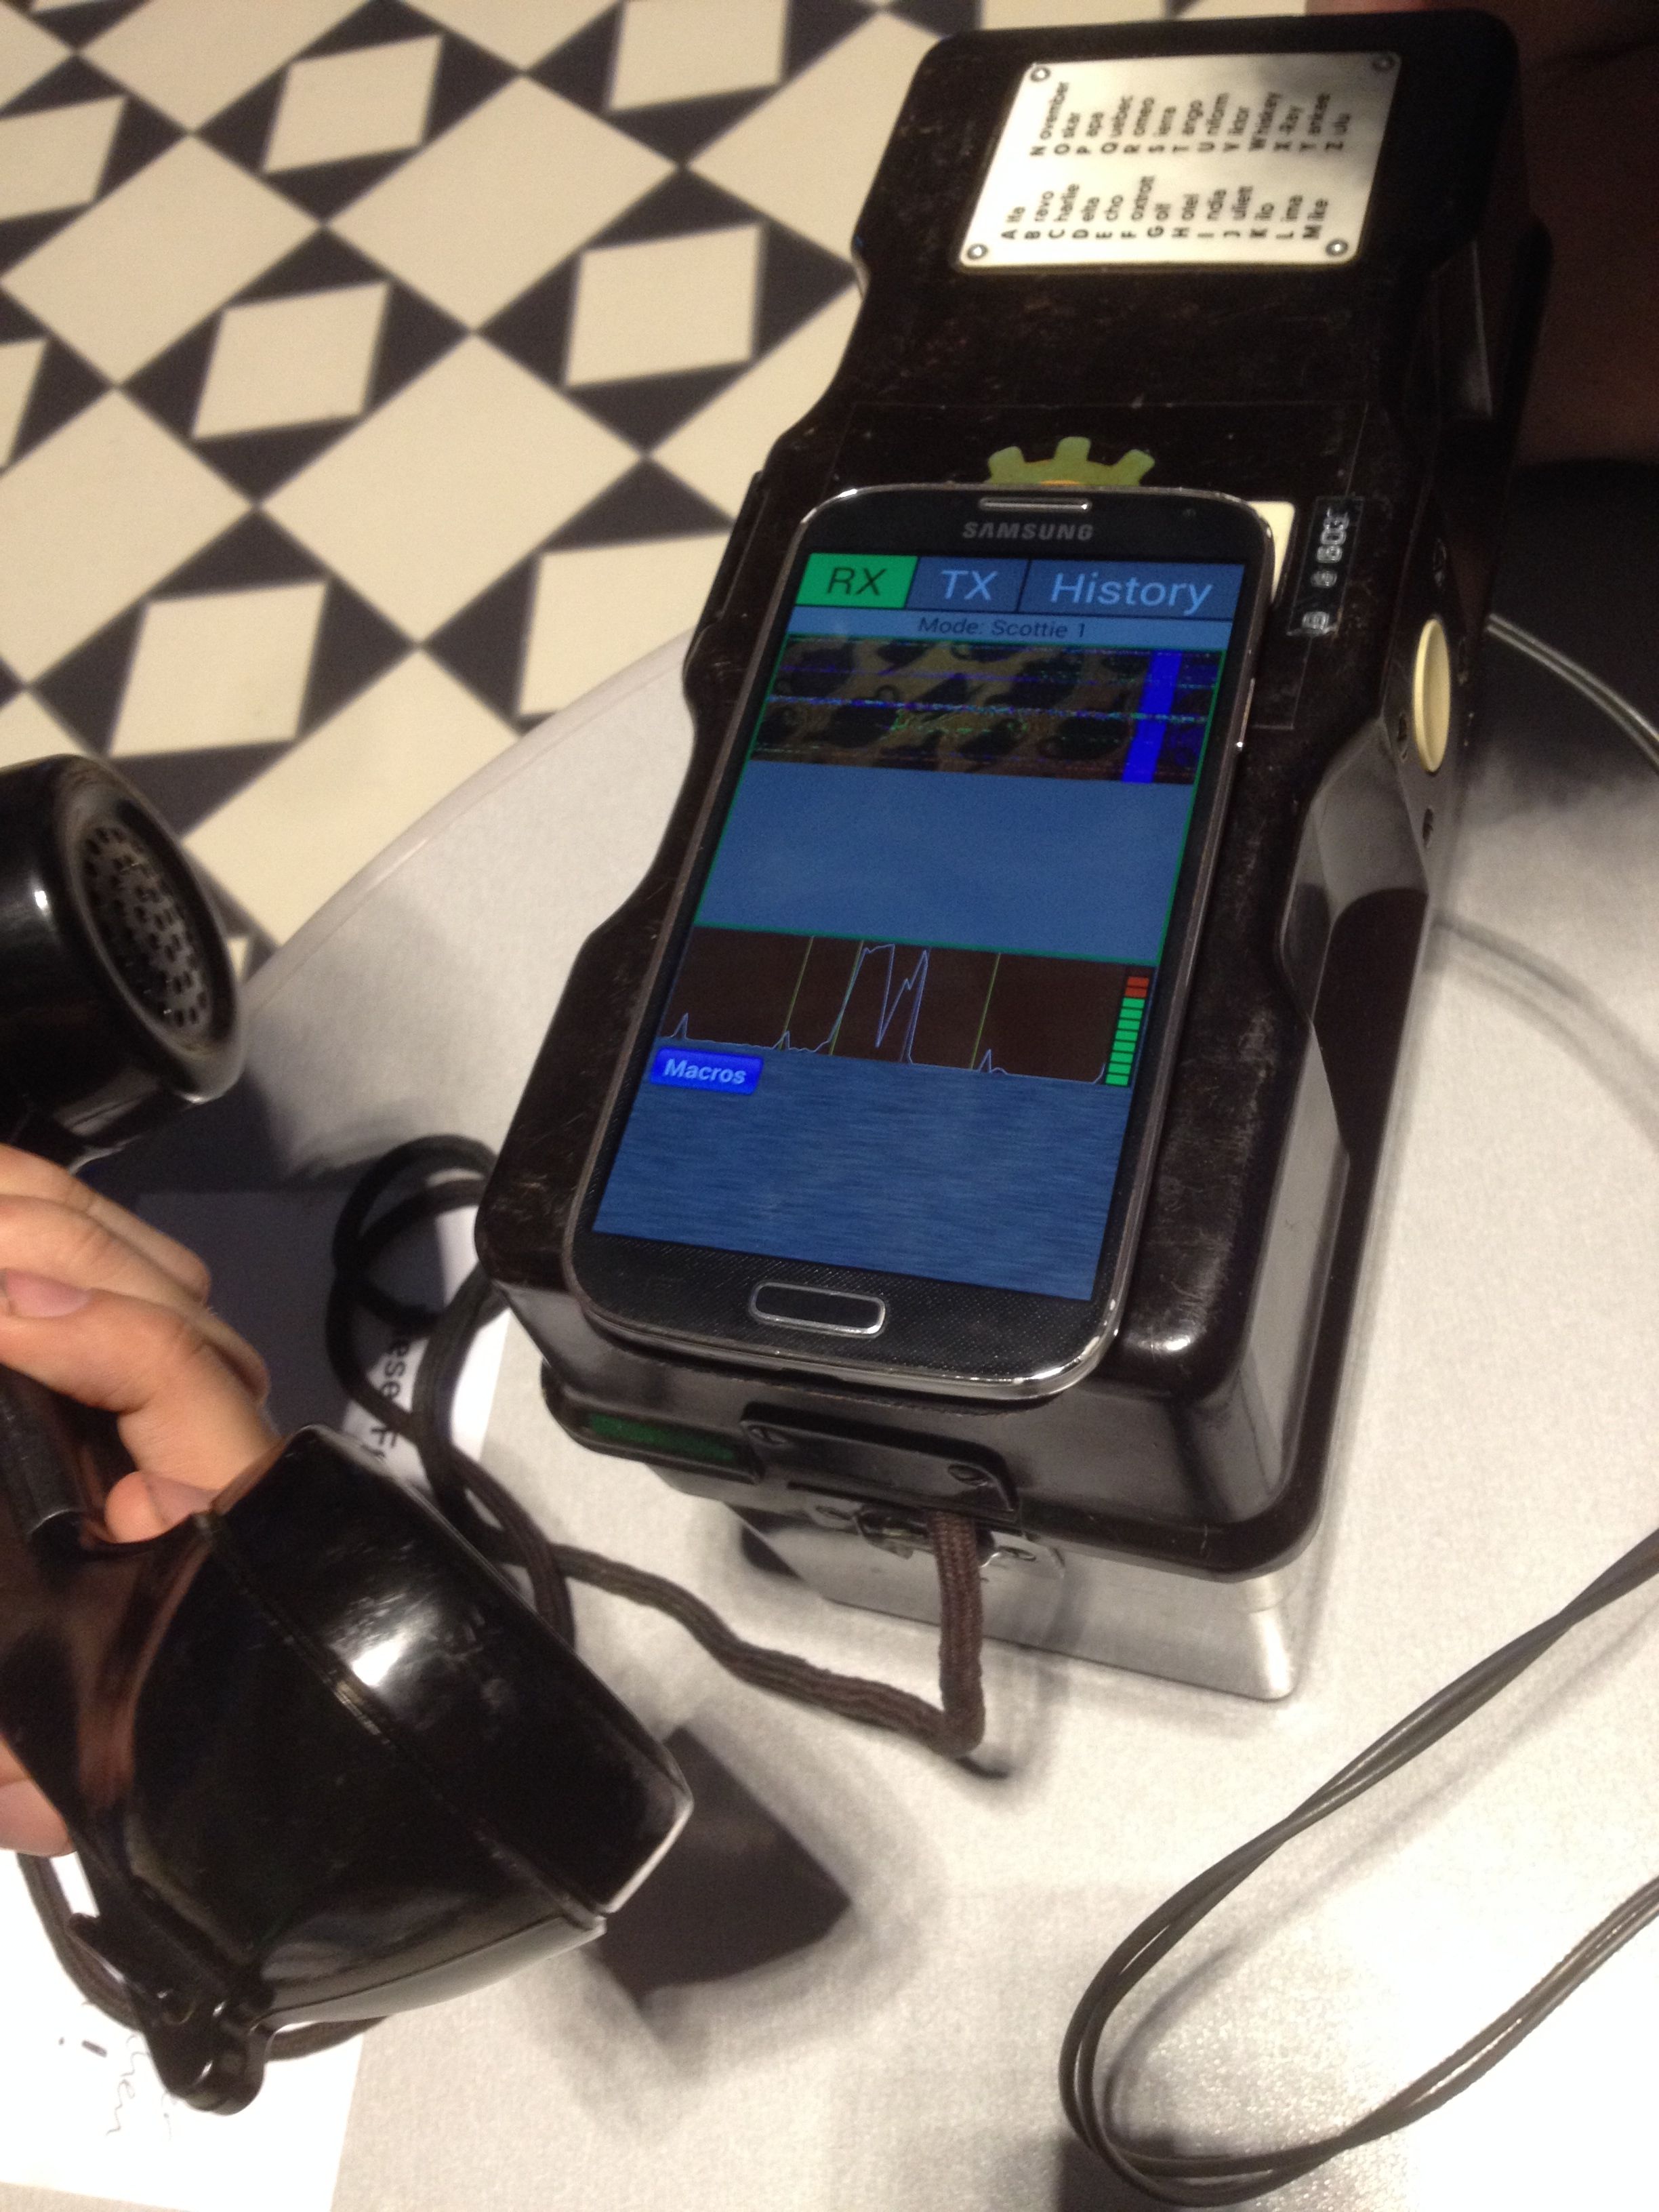 A lfa
B ravo
C harlie
D elta
E cho
F oxtrott
G olf
H otel
I ndia
J uliett
K ilo
L ima
M ike
N ovember
O skar
P apa
Q uebec
R omeo
S ierra
T ango
U niform
V iktor
W hiskey
X -Ray
Y ankee
Z ulu
SAMSUNG
RX TX History
Mode: Scottie 1
Macros